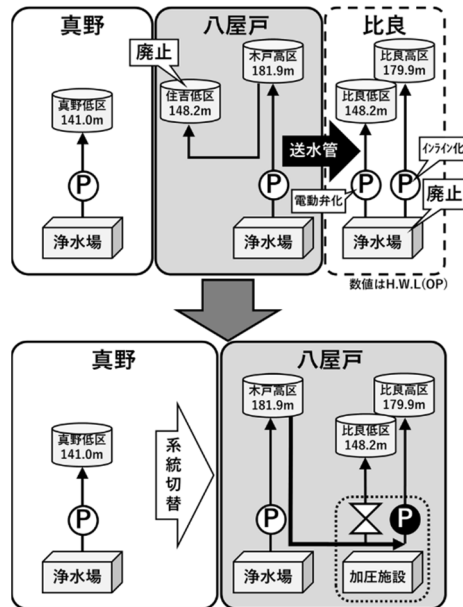 真野
八屋戸
比良
廃止
木戸高区
181.9m
比良高区
179.9m
住吉低区
148.2m
比良低区
148.2m
真野低区
141.0m
送水管
インライン化
P
P
P
P
電動弁化
廃止
浄水場
浄水場
浄水場
数値はH.W.L(OP)
真野
八屋戸
木戸高区
181.9m
比良高区
179.9m
比良低区
148.2m
真野低区
141.0m
系統切替
P
P
P
浄水場
浄水場
加圧施設